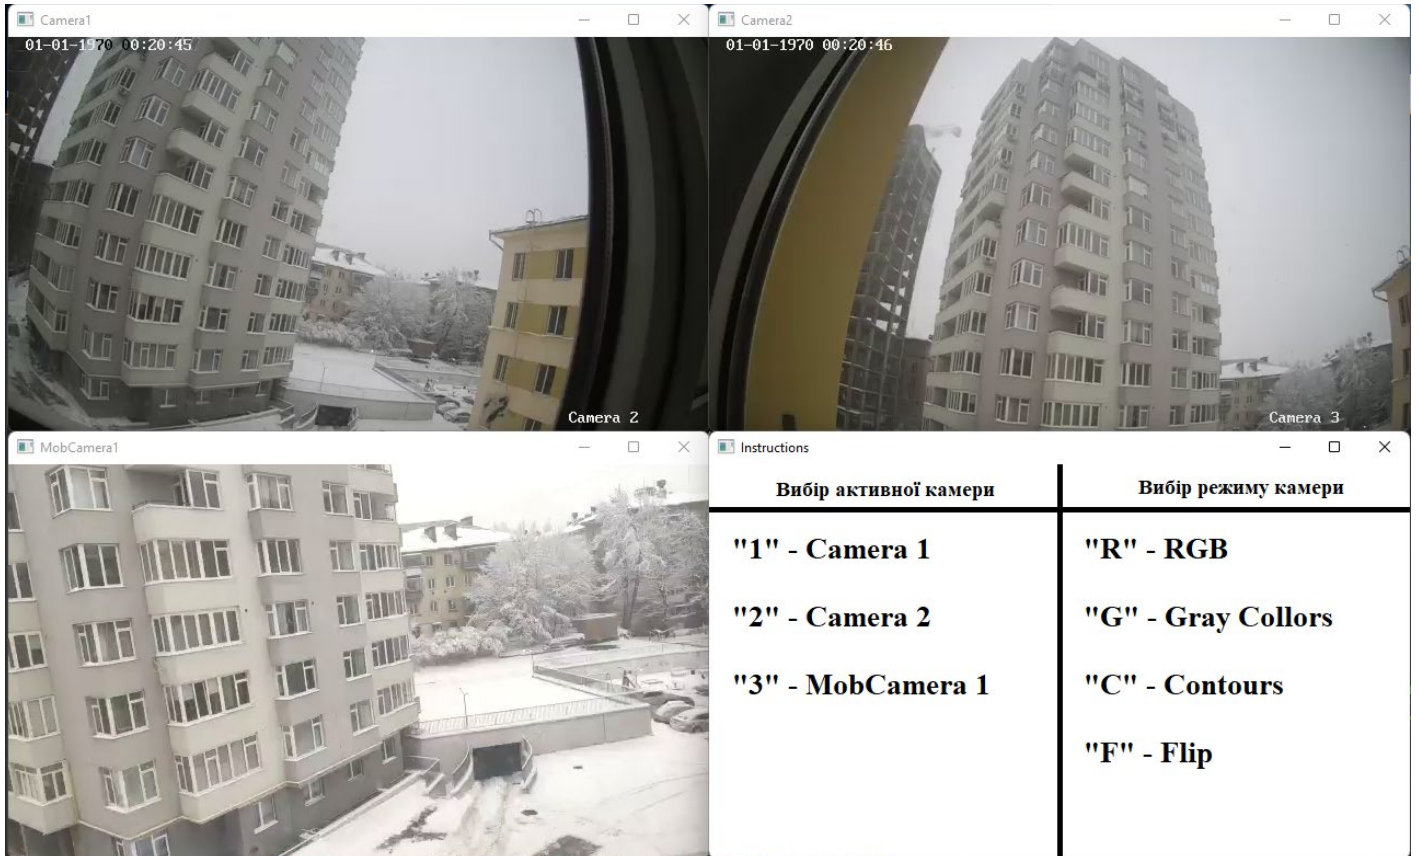 Camera1
01-01-1970 00:20:45
Camera 2
Camera2
01-01-1970 00:20:46
Camera 3
MobCamera1
Instructions
Вибір активної камери
"1" - Camera 1
"2" - Camera 2
"3" - MobCamera 1
Вибір режиму камери
"R" - RGB
"G" - Gray Collors
"C" - Contours
"F" - Flip